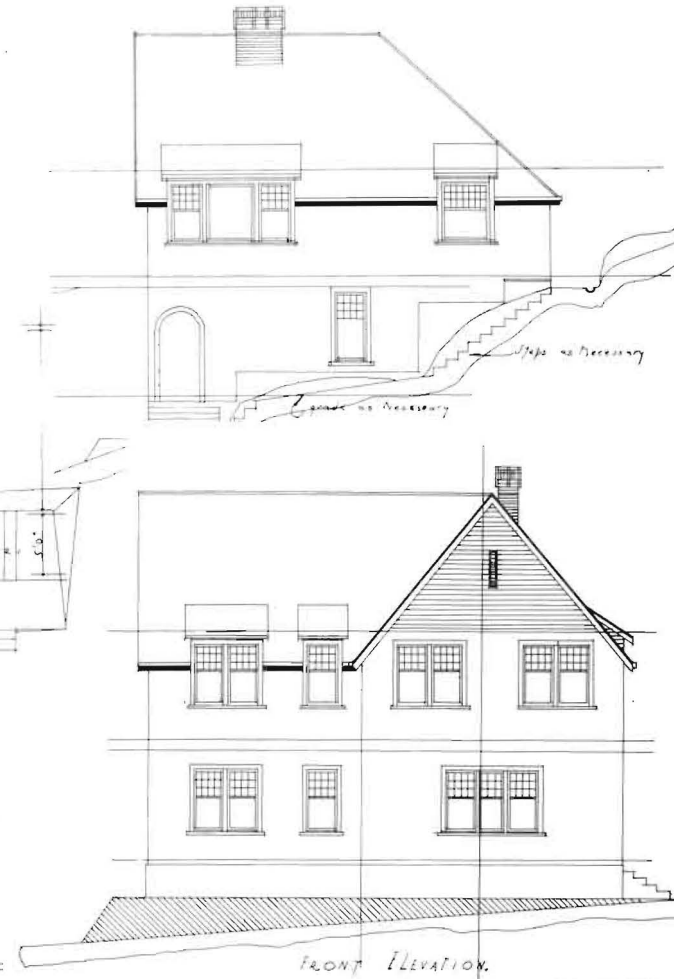 Steps as Necessary
Grade as Necessary
5'0"
FRONT ELEVATION.